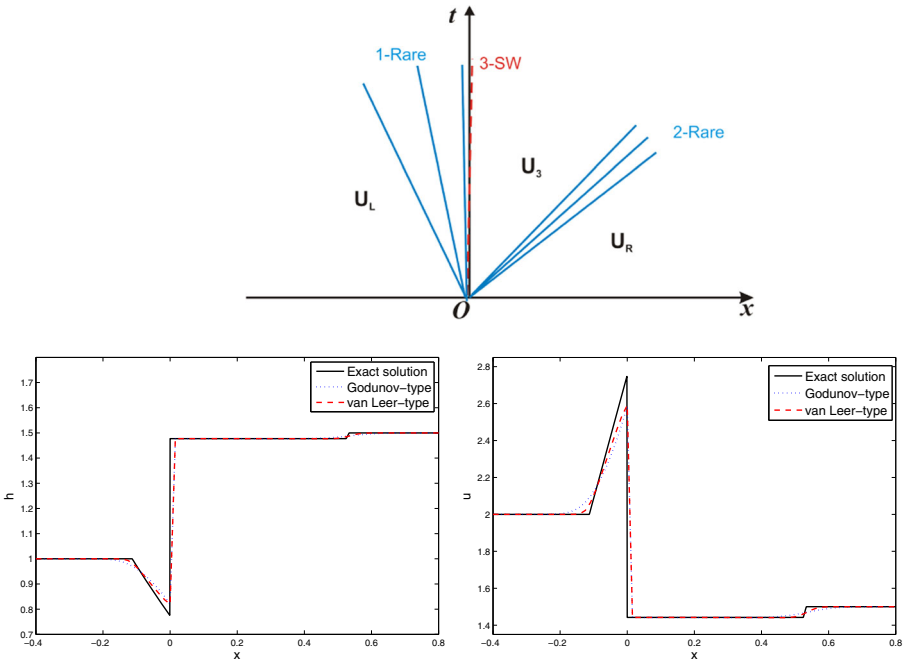 t
1-Rare
3-SW
2-Rare
U3
UL
UR
O
x
1.7
1.6
1.5
1.4
1.3
1.2
1.1
1
0.9
0.8
0.7
h
−0.4
−0.2
0
0.2
0.4
0.6
0.8
x
Exact solution
Godunov−type
van Leer−type
2.8
2.6
2.4
2.2
2
1.8
1.6
1.4
u
−0.4
−0.2
0
0.2
0.4
0.6
0.8
x
Exact solution
Godunov−type
van Leer−type